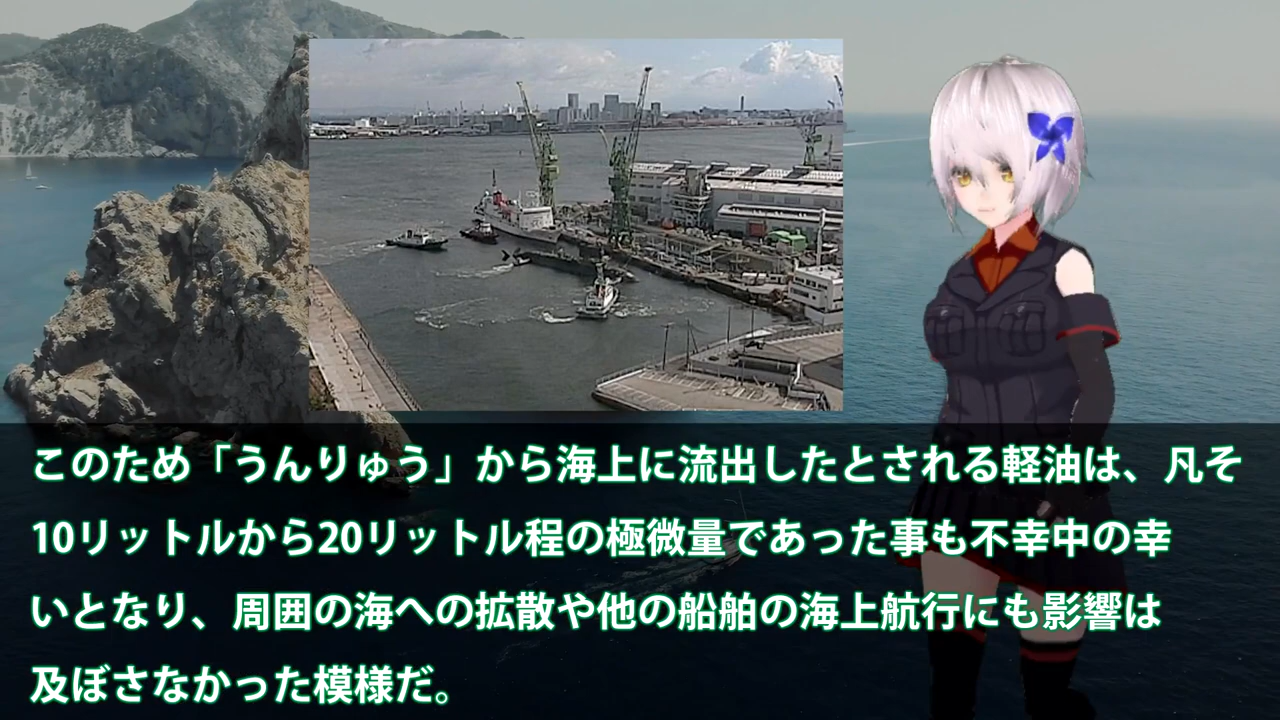 このため「うんりゅう」から海上に流出したとされる軽油は、凡そ
10リットルから20リットル程の極微量であった事も不幸中の幸
いとなり、周囲の海への拡散や他の船舶の海上航行にも影響は
及ぼさなかった模様だ。